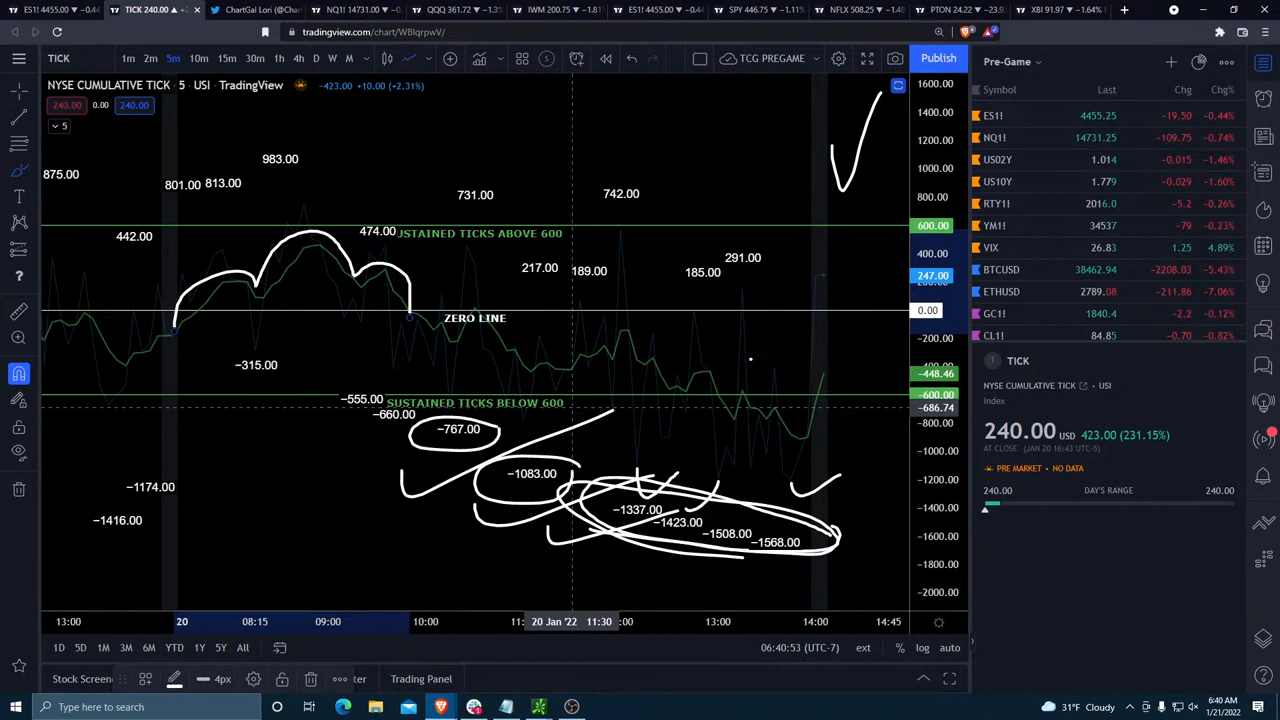 ES1! 4455.25 ▼ −0.44
TICK 240.00 ▲ +2
ChartGal Lori (@Chart
NQ1! 14731.00 ▼ −0.
QQQ 361.72 ▼ −1.3
IWM 200.75 ▼ −1.81
ES1! 4455.25 ▼ −0.44
SPY 446.75 ▼ −1.11%
NFLX 508.25 ▼ −1.48
PTON 24.22 ▼ −23.9
XBI 91.97 ▼ −1.64%
tradingview.com/chart/WBlqrpwV/
TICK 1m 2m 5m 10m 15m 30m 1h 4h D W M TCG PREGAME Publish
NYSE CUMULATIVE TICK · 5 · USI · TradingView −423.00 +10.00 (+2.31%)
240.00 0.00 240.00
5
875.00
442.00
801.00 813.00
983.00
474.00
731.00
742.00
217.00
189.00
185.00
291.00
USTAINED TICKS ABOVE 600
ZERO LINE
−315.00
−555.00 SUSTAINED TICKS BELOW 600
−660.00
−767.00
−1083.00
−1174.00
−1416.00
−1337.00
−1423.00
−1508.00
−1568.00
1600.00
1400.00
1200.00
1000.00
800.00
600.00
400.00
247.00
0.00
−200.00
−448.46
−600.00
−686.74
−800.00
−1000.00
−1200.00
−1400.00
−1600.00
−1800.00
−2000.00
13:00 20 08:15 09:00 10:00 11: 20 Jan '22 11:30 :00 13:00 14:00 14:45
1D 5D 1M 3M 6M YTD 1Y 5Y All 06:40:53 (UTC-7) ext % log auto
Stock Screen 4px ter Trading Panel
Pre-Game
Symbol Last Chg Chg%
ES1! 4455.25 −19.50 −0.44%
NQ1! 14731.25 −109.75 −0.74%
US02Y 1.014 −0.015 −1.46%
US10Y 1.779 −0.029 −1.60%
RTY1! 2016.0 −5.2 −0.26%
YM1! 34537 −79 −0.23%
VIX 26.83 1.25 4.89%
BTCUSD 38462.94 −2208.03 −5.43%
ETHUSD 2789.08 −211.86 −7.06%
GC1! 1840.4 −2.2 −0.12%
CL1! 84.85 −0.70 −0.82%
T TICK
NYSE CUMULATIVE TICK · USI
Index
240.00 USD 423.00 (231.15%)
AT CLOSE (JAN 20 16:43 UTC-5)
PRE MARKET • NO DATA
240.00 DAY'S RANGE 240.00
Type here to search
31°F Cloudy
6:40 AM
1/21/2022